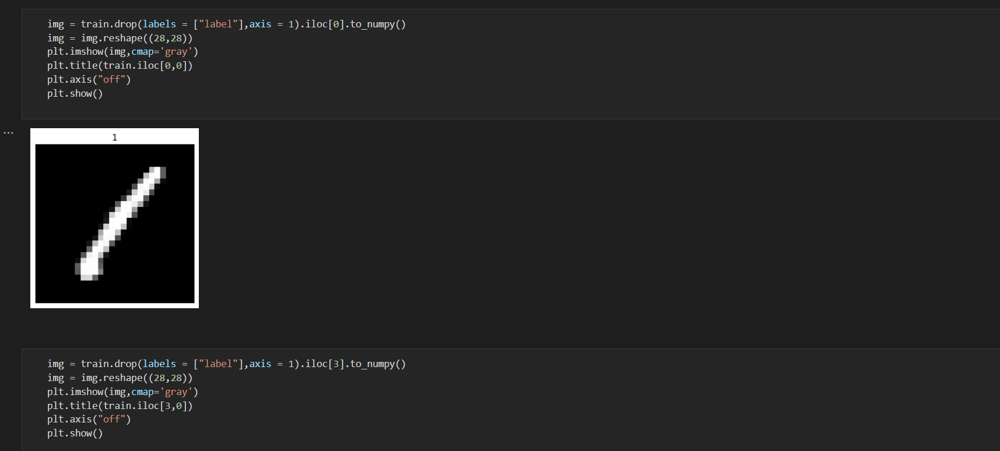 img = train.drop(labels = ["label"],axis = 1).iloc[0].to_numpy()
img = img.reshape((28,28))
plt.imshow(img,cmap='gray')
plt.title(train.iloc[0,0])
plt.axis("off")
plt.show()
...
1
img = train.drop(labels = ["label"],axis = 1).iloc[3].to_numpy()
img = img.reshape((28,28))
plt.imshow(img,cmap='gray')
plt.title(train.iloc[3,0])
plt.axis("off")
plt.show()